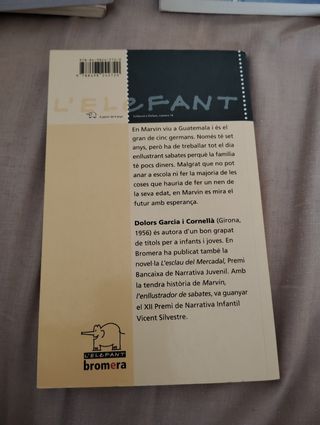 L'ELEFANT
En Marvin viu a Guatemala i és el
gran de cinc germans. Només té set
anys, però ha de treballar tot el dia
enllustrant sabates perquè la família
té pocs diners. Malgrat que no pot
anar a escola ni fer la majoria de les
coses que hauria de fer un nen de
la seva edat, en Marvin es mira el
futur amb esperança.
Dolors Garcia i Cornellà (Girona,
1956) és autora d'un bon grapat
de títols per a infants i joves. En
Bromera ha publicat també la
novel·la L'esclau del Mercadal, Premi
Bancaixa de Narrativa Juvenil. Amb
la tendra història de Marvin,
l'enllustrador de sabates, va guanyar
el XII Premi de Narrativa Infantil
Vicent Silvestre.
L'ELEFANT
bromera